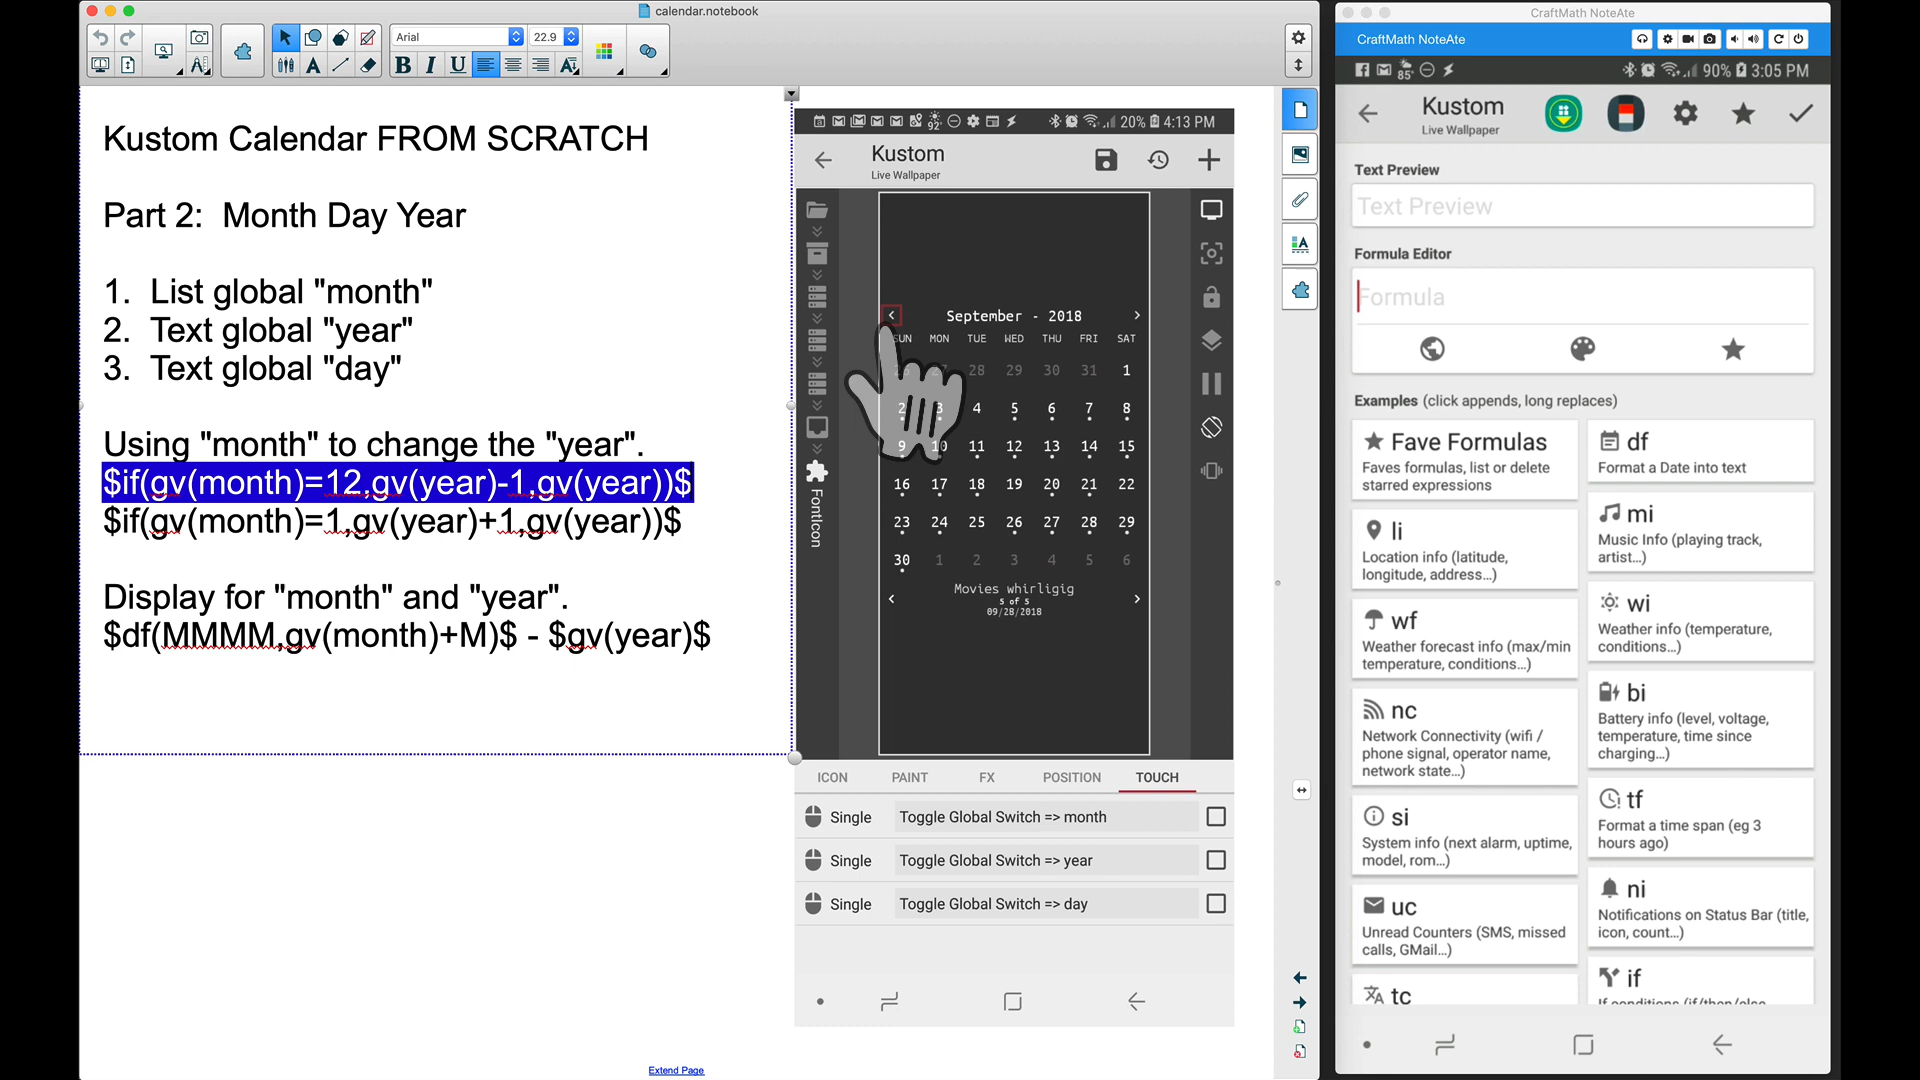 calendar.notebook
Arial
22.9
B I U
Kustom Calendar FROM SCRATCH
Part 2:  Month Day Year
1.  List global "month"
2.  Text global "year"
3.  Text global "day"
Using "month" to change the "year".
$if(gv(month)=12,gv(year)-1,gv(year))$
$if(gv(month)=1,gv(year)+1,gv(year))$
Display for "month" and "year".
$df(MMMM,gv(month)+M)$ - $gv(year)$
Extend Page
92° 20% 4:13 PM
Kustom
Live Wallpaper
FontIcon
September - 2018
SUN MON TUE WED THU FRI SAT
28 29 30 31 1
2 3 4 5 6 7 8
9 10 11 12 13 14 15
16 17 18 19 20 21 22
23 24 25 26 27 28 29
30 1 2 3 4 5 6
Movies whirligig
5 of 5
09/28/2018
ICON PAINT FX POSITION TOUCH
Single Toggle Global Switch => month
Single Toggle Global Switch => year
Single Toggle Global Switch => day
CraftMath NoteAte
CraftMath NoteAte
85° 90% 3:05 PM
Kustom
Live Wallpaper
Text Preview
Text Preview
Formula Editor
Formula
Examples (click appends, long replaces)
Fave Formulas
Faves formulas, list or delete
starred expressions
df
Format a Date into text
li
Location info (latitude,
longitude, address...)
mi
Music Info (playing track,
artist...)
wf
Weather forecast info (max/min
temperature, conditions...)
wi
Weather info (temperature,
conditions...)
nc
Network Connectivity (wifi /
phone signal, operator name,
network state...)
bi
Battery info (level, voltage,
temperature, time since
charging...)
si
System info (next alarm, uptime,
model, rom...)
tf
Format a time span (eg 3
hours ago)
uc
Unread Counters (SMS, missed
calls, GMail...)
ni
Notifications on Status Bar (title,
icon, count...)
tc
if
If conditions (if/then/else